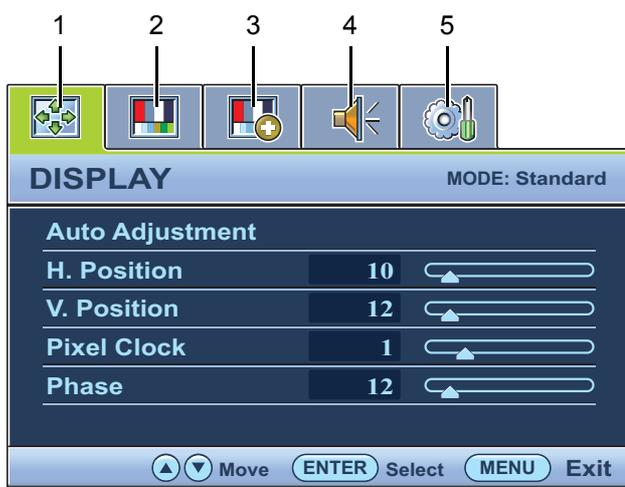 1 2 3 4 5
DISPLAY MODE: Standard
Auto Adjustment
H. Position 10
V. Position 12
Pixel Clock 1
Phase 12
Move ENTER Select MENU Exit